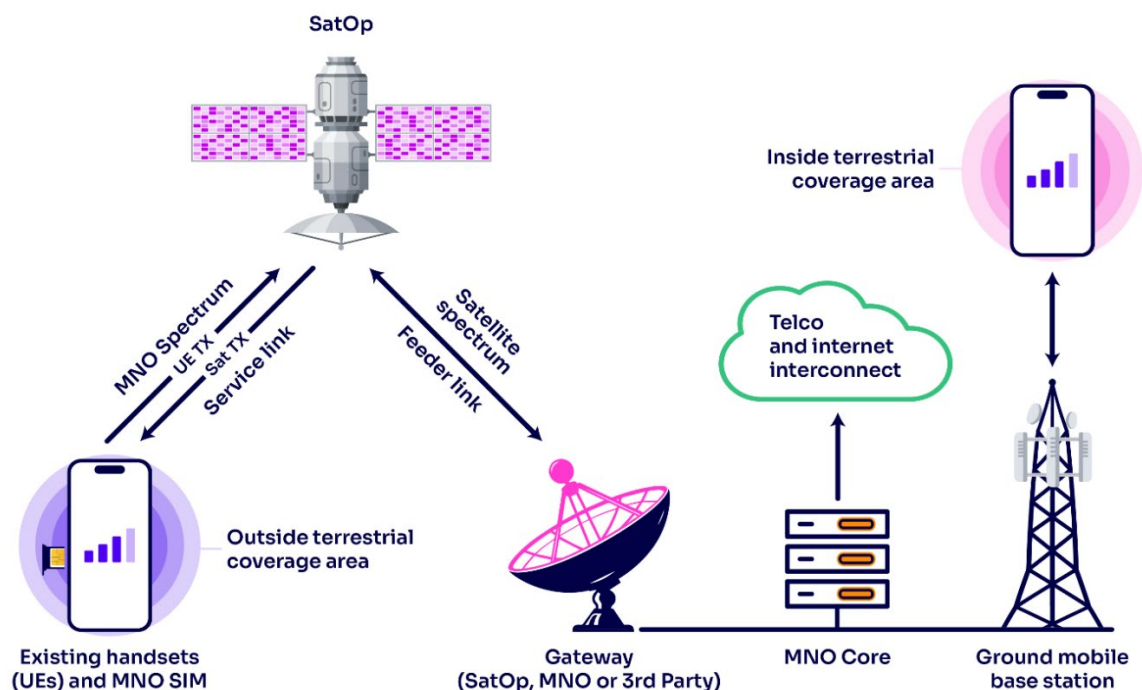 SatOp
Inside terrestrial
coverage area
MNO Spectrum
UE TX
Sat TX
Service link
Satellite
spectrum
Feeder link
Telco
and internet
interconnect
Outside terrestrial
coverage area
Existing handsets
(UEs) and MNO SIM
Gateway
(SatOp, MNO or 3rd Party)
MNO Core
Ground mobile
base station